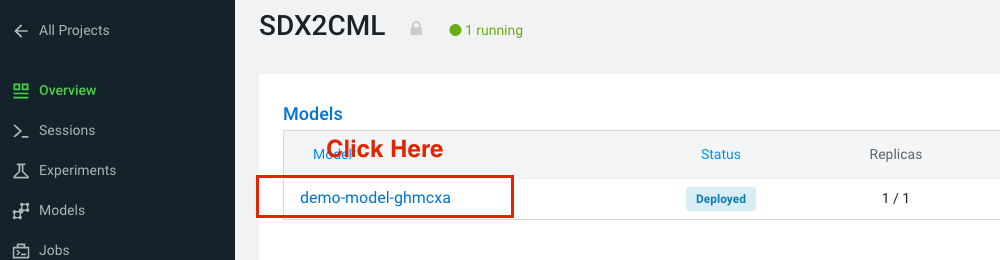 All Projects
SDX2CML
1 running
Overview
Sessions
Experiments
Models
Jobs
Models
Click Here
Model Status Replicas
demo-model-ghmcxa Deployed 1 / 1